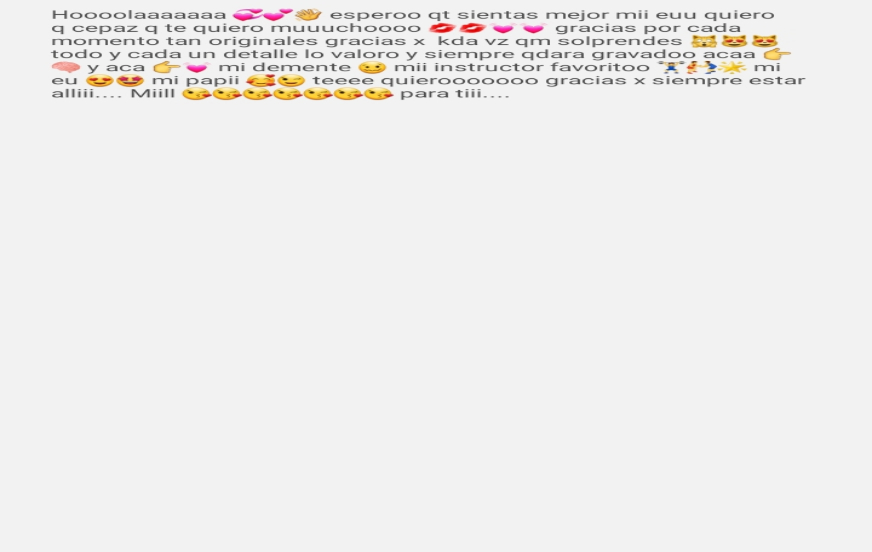 Hoooolaaaaaaa 💞💕👋 esperoo qt sientas mejor mii euu quiero
q cepaz q te quiero muuuchoooo 💋💋💓💓 gracias por cada
momento tan originales gracias x kda vz qm solprendes 😽😻😻
todo y cada un detalle lo valoro y siempre qdara gravadoo acaa 👉
🧠 y aca 👉💓 mi demente 🙂 mii instructor favoritoo 🏋️🤼🌟 mi
eu 😍😍 mi papii 🥰😉 teeee quierooooooo gracias x siempre estar
alliii.... Miill 😘😘😘😘😘😘😘 para tiii....